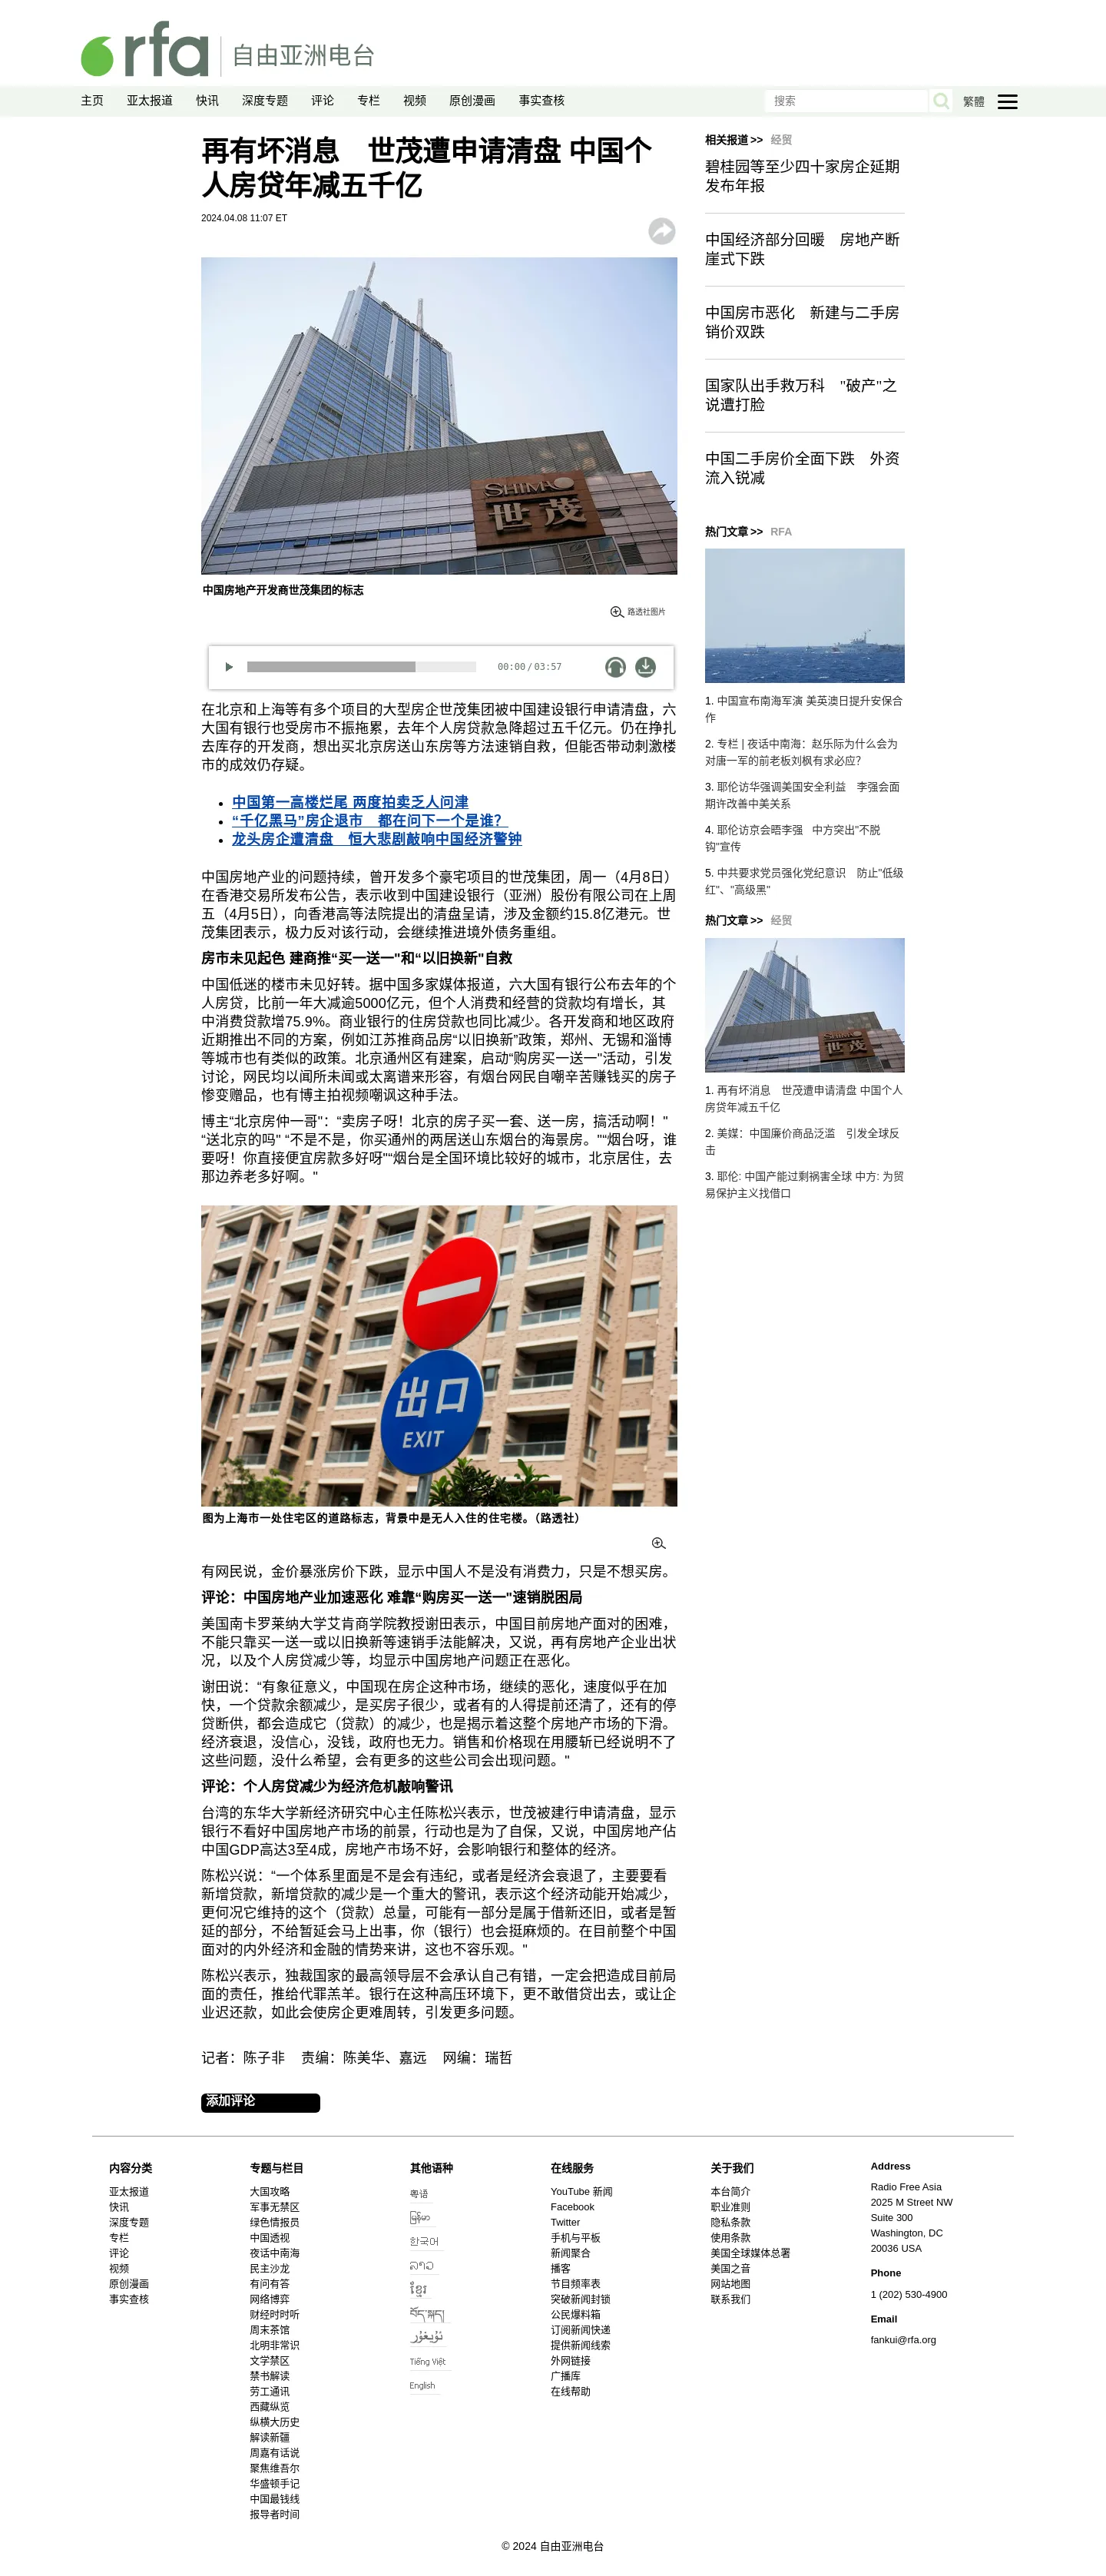 rfa 自由亚洲电台
主页 亚太报道 快讯 深度专题 评论 专栏 视频 原创漫画 事实查核 搜索 繁體
再有坏消息　世茂遭申请清盘 中国个
人房贷年减五千亿
2024.04.08 11:07 ET
SHIMAO
世茂
中国房地产开发商世茂集团的标志
路透社图片
00:00 / 03:57
在北京和上海等有多个项目的大型房企世茂集团被中国建设银行申请清盘，六
大国有银行也受房市不振拖累，去年个人房贷款急降超过五千亿元。仍在挣扎
去库存的开发商，想出买北京房送山东房等方法速销自救，但能否带动刺激楼
市的成效仍存疑。
• 中国第一高楼烂尾 两度拍卖乏人问津
• “千亿黑马”房企退市　都在问下一个是谁？
• 龙头房企遭清盘　恒大悲剧敲响中国经济警钟
中国房地产业的问题持续，曾开发多个豪宅项目的世茂集团，周一（4月8日）
在香港交易所发布公告，表示收到中国建设银行（亚洲）股份有限公司在上周
五（4月5日），向香港高等法院提出的清盘呈请，涉及金额约15.8亿港元。世
茂集团表示，极力反对该行动，会继续推进境外债务重组。
房市未见起色 建商推“买一送一"和“以旧换新"自救
中国低迷的楼市未见好转。据中国多家媒体报道，六大国有银行公布去年的个
人房贷，比前一年大减逾5000亿元，但个人消费和经营的贷款均有增长，其
中消费贷款增75.9%。商业银行的住房贷款也同比减少。各开发商和地区政府
近期推出不同的方案，例如江苏推商品房“以旧换新”政策，郑州、无锡和淄博
等城市也有类似的政策。北京通州区有建案，启动“购房买一送一"活动，引发
讨论，网民均以闻所未闻或太离谱来形容，有烟台网民自嘲辛苦赚钱买的房子
惨变赠品，也有博主拍视频嘲讽这种手法。
博主“北京房仲一哥"：“卖房子呀！北京的房子买一套、送一房，搞活动啊！"
“送北京的吗" “不是不是，你买通州的两居送山东烟台的海景房。"“烟台呀，谁
要呀！你直接便宜房款多好呀"“烟台是全国环境比较好的城市，北京居住，去
那边养老多好啊。"
出口
EXIT
图为上海市一处住宅区的道路标志，背景中是无人入住的住宅楼。（路透社）
有网民说，金价暴涨房价下跌，显示中国人不是没有消费力，只是不想买房。
评论：中国房地产业加速恶化 难靠“购房买一送一"速销脱困局
美国南卡罗莱纳大学艾肯商学院教授谢田表示，中国目前房地产面对的困难，
不能只靠买一送一或以旧换新等速销手法能解决，又说，再有房地产企业出状
况，以及个人房贷减少等，均显示中国房地产问题正在恶化。
谢田说：“有象征意义，中国现在房企这种市场，继续的恶化，速度似乎在加
快，一个贷款余额减少，是买房子很少，或者有的人得提前还清了，还有的停
贷断供，都会造成它（贷款）的减少，也是揭示着这整个房地产市场的下滑。
经济衰退，没信心，没钱，政府也无力。销售和价格现在用腰斩已经说明不了
这些问题，没什么希望，会有更多的这些公司会出现问题。"
评论：个人房贷减少为经济危机敲响警讯
台湾的东华大学新经济研究中心主任陈松兴表示，世茂被建行申请清盘，显示
银行不看好中国房地产市场的前景，行动也是为了自保，又说，中国房地产佔
中国GDP高达3至4成，房地产市场不好，会影响银行和整体的经济。
陈松兴说：“一个体系里面是不是会有违纪，或者是经济会衰退了，主要要看
新增贷款，新增贷款的减少是一个重大的警讯，表示这个经济动能开始减少，
更何况它维持的这个（贷款）总量，可能有一部分是属于借新还旧，或者是暂
延的部分，不给暂延会马上出事，你（银行）也会挺麻烦的。在目前整个中国
面对的内外经济和金融的情势来讲，这也不容乐观。"
陈松兴表示，独裁国家的最高领导层不会承认自己有错，一定会把造成目前局
面的责任，推给代罪羔羊。银行在这种高压环境下，更不敢借贷出去，或让企
业迟还款，如此会使房企更难周转，引发更多问题。
记者：陈子非　责编：陈美华、嘉远　网编：瑞哲
添加评论
相关报道 >> 经贸
碧桂园等至少四十家房企延期
发布年报
中国经济部分回暖　房地产断
崖式下跌
中国房市恶化　新建与二手房
销价双跌
国家队出手救万科　"破产"之
说遭打脸
中国二手房价全面下跌　外资
流入锐减
热门文章 >> RFA
1. 中国宣布南海军演 美英澳日提升安保合
作
2. 专栏 | 夜话中南海：赵乐际为什么会为
对唐一军的前老板刘枫有求必应？
3. 耶伦访华强调美国安全利益　李强会面
期许改善中美关系
4. 耶伦访京会晤李强　中方突出“不脱
钩”宣传
5. 中共要求党员强化党纪意识　防止"低级
红"、"高级黑"
热门文章 >> 经贸
世茂
1. 再有坏消息　世茂遭申请清盘 中国个人
房贷年减五千亿
2. 美媒：中国廉价商品泛滥　引发全球反
击
3. 耶伦: 中国产能过剩祸害全球 中方: 为贸
易保护主义找借口
内容分类
亚太报道
快讯
深度专题
专栏
评论
视频
原创漫画
事实查核
专题与栏目
大国攻略
军事无禁区
绿色情报员
中国透视
夜话中南海
民主沙龙
有问有答
网络博弈
财经时时听
周末茶馆
北明非常识
文学禁区
禁书解读
劳工通讯
西藏纵览
纵横大历史
解读新疆
周嘉有话说
聚焦维吾尔
华盛顿手记
中国最钱线
报导者时间
其他语种
粤语
မြန်မာ
한국어
ລາວ
ខ្មែរ
བོད་སྐད།
ئۇيغۇر
Tiếng Việt
English
在线服务
YouTube 新闻
Facebook
Twitter
手机与平板
新闻聚合
播客
节目频率表
突破新闻封锁
公民爆料箱
订阅新闻快递
提供新闻线索
外网链接
广播库
在线帮助
关于我们
本台简介
职业准则
隐私条款
使用条款
美国全球媒体总署
美国之音
网站地图
联系我们
Address
Radio Free Asia
2025 M Street NW
Suite 300
Washington, DC
20036 USA
Phone
1 (202) 530-4900
Email
fankui@rfa.org
© 2024 自由亚洲电台